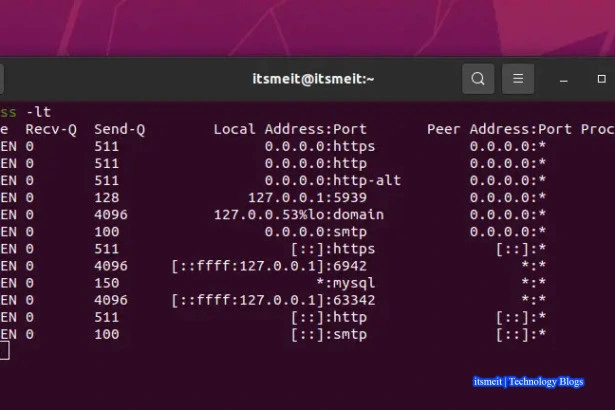 itsmeit@itsmeit:~
ss -lt
e Recv-Q Send-Q Local Address:Port Peer Address:Port Proc
EN 0 511 0.0.0.0:https 0.0.0.0:*
EN 0 511 0.0.0.0:http 0.0.0.0:*
EN 0 511 0.0.0.0:http-alt 0.0.0.0:*
EN 0 128 127.0.0.1:5939 0.0.0.0:*
EN 0 4096 127.0.0.53%lo:domain 0.0.0.0:*
EN 0 100 0.0.0.0:smtp 0.0.0.0:*
EN 0 511 [::]:https [::]:*
EN 0 4096 [::ffff:127.0.0.1]:6942 *:*
EN 0 150 *:mysql *:*
EN 0 4096 [::ffff:127.0.0.1]:63342 *:*
EN 0 511 [::]:http [::]:*
EN 0 100 [::]:smtp [::]:*
itsmeit | Technology Blogs